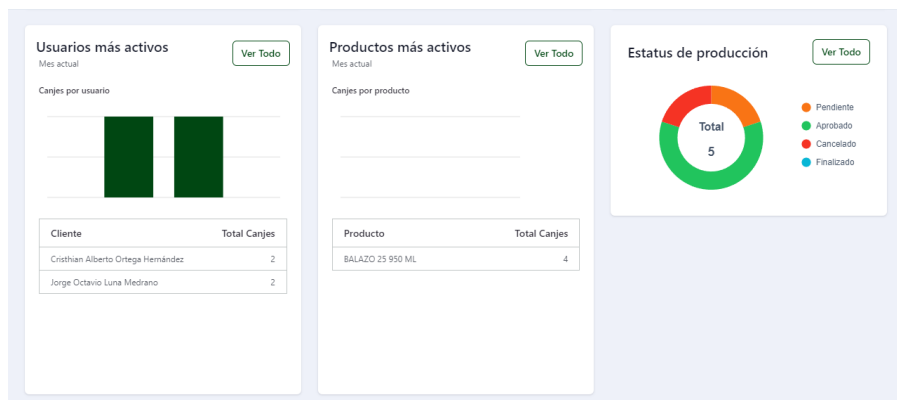 Usuarios más activos
Ver Todo
Mes actual
Canjes por usuario
Cliente Total Canjes
Cristhian Alberto Ortega Hernández 2
Jorge Octavio Luna Medrano 2
Productos más activos
Ver Todo
Mes actual
Canjes por producto
Producto Total Canjes
BALAZO 25 950 ML 4
Estatus de producción
Ver Todo
Total
5
Pendiente
Aprobado
Cancelado
Finalizado